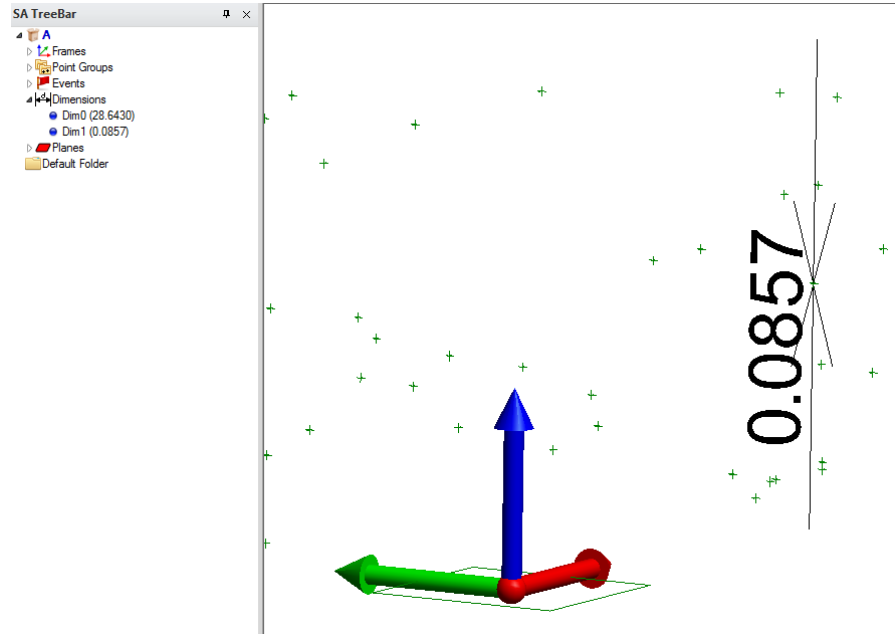 SA TreeBar
A
Frames
Point Groups
Events
Dimensions
Dim0 (28.6430)
Dim1 (0.0857)
Planes
Default Folder
0.0857